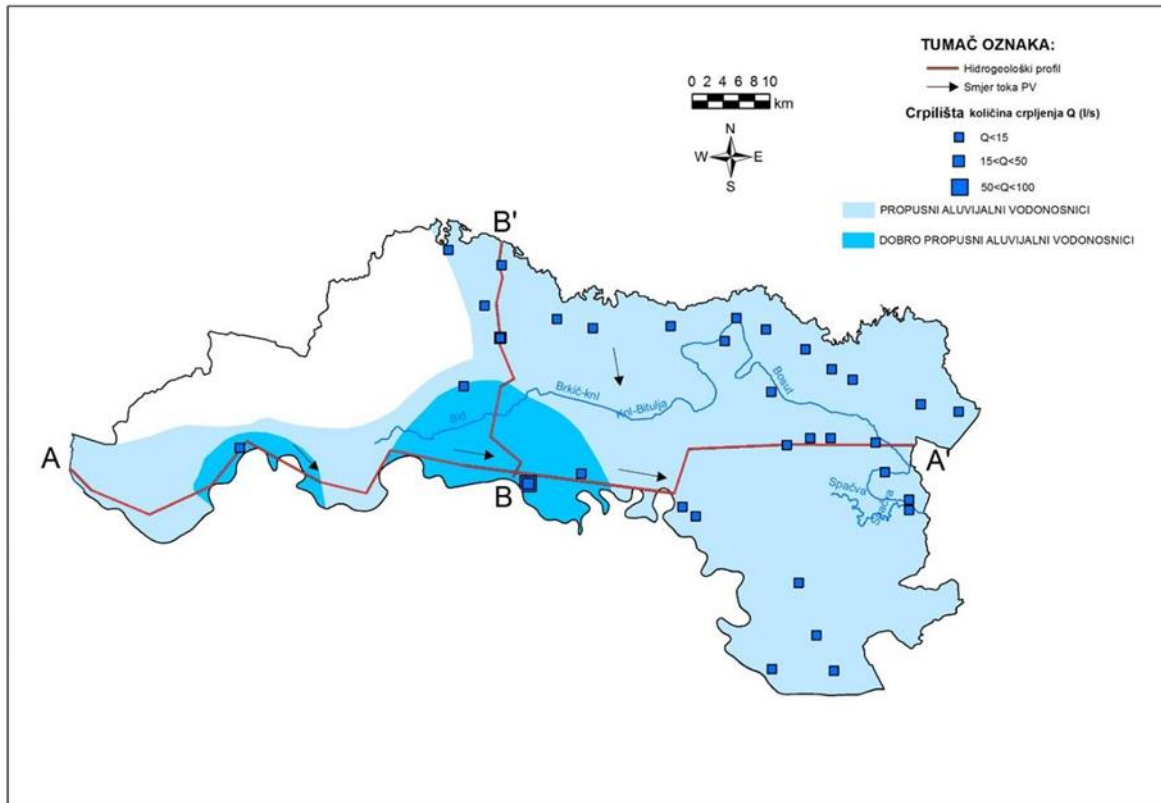 TUMAČ OZNAKA:
Hidrogeološki profil
Smjer toka PV
Crpilišta količina crpljenja Q (l/s)
Q<15
15<Q<50
50<Q<100
PROPUSNI ALUVIJALNI VODONOSNICI
DOBRO PROPUSNI ALUVIJALNI VODONOSNICI
0 2 4 6 8 10
km
N
W E
S
B'
Bosut
Brkič-knl
Knl-Bitulja
Bid
A
A'
B
Spačva